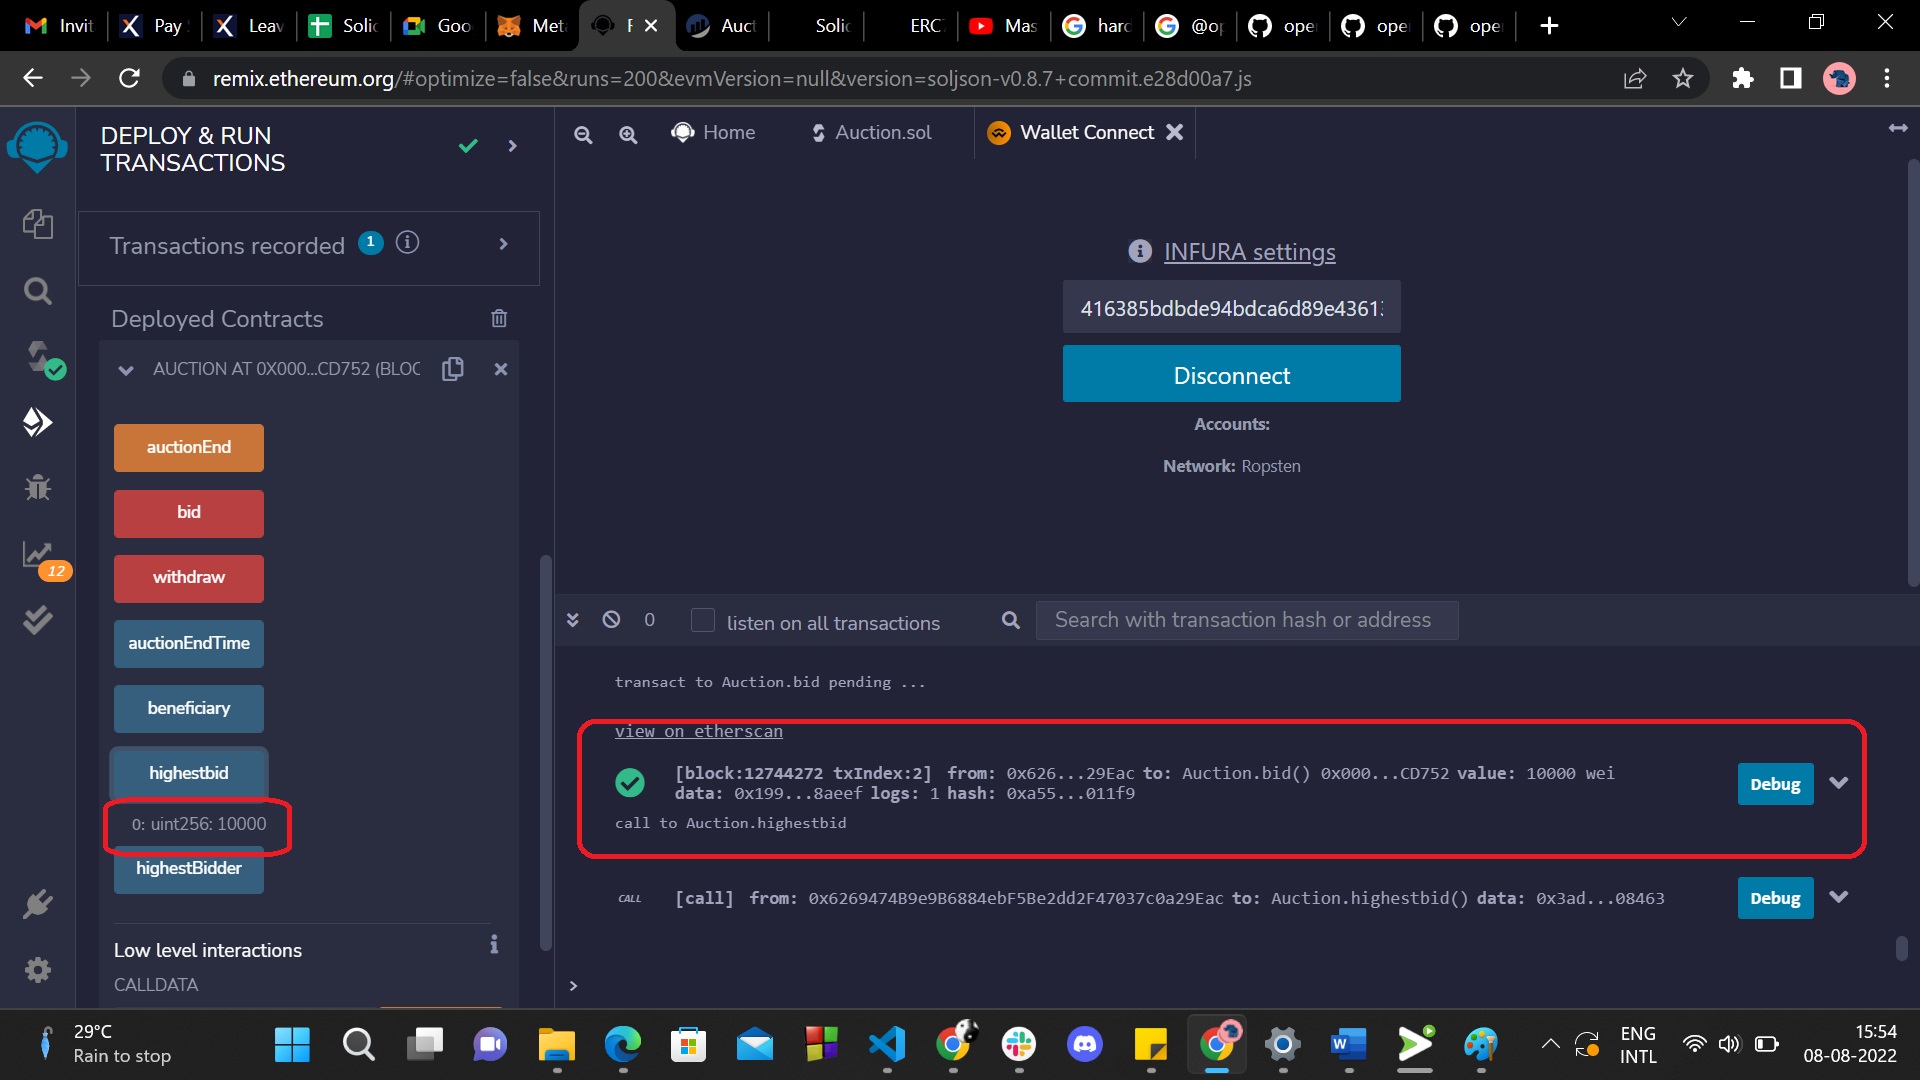 Invit
Pay
Leav
Solic
Goo
Meta
F
Auct
Solid
ERC
Mas
hard
@op
open
open
open
remix.ethereum.org/#optimize=false&runs=200&evmVersion=null&version=soljson-v0.8.7+commit.e28d00a7.js
DEPLOY & RUN
TRANSACTIONS
Home
Auction.sol
Wallet Connect
Transactions recorded 1
INFURA settings
416385bdbde94bdca6d89e4361
Disconnect
Accounts:
Network: Ropsten
Deployed Contracts
AUCTION AT 0X000...CD752 (BLOC
auctionEnd
bid
withdraw
auctionEndTime
beneficiary
highestbid
0: uint256: 10000
highestBidder
Low level interactions
CALLDATA
12
0
listen on all transactions
Search with transaction hash or address
transact to Auction.bid pending ...
view on etherscan
[block:12744272 txIndex:2] from: 0x626...29Eac to: Auction.bid() 0x000...CD752 value: 10000 wei
data: 0x199...8aeef logs: 1 hash: 0xa55...011f9
Debug
call to Auction.highestbid
CALL [call] from: 0x6269474B9e9B6884ebF5Be2dd2F47037c0a29Eac to: Auction.highestbid() data: 0x3ad...08463
Debug
>
29°C
Rain to stop
ENG
INTL
15:54
08-08-2022